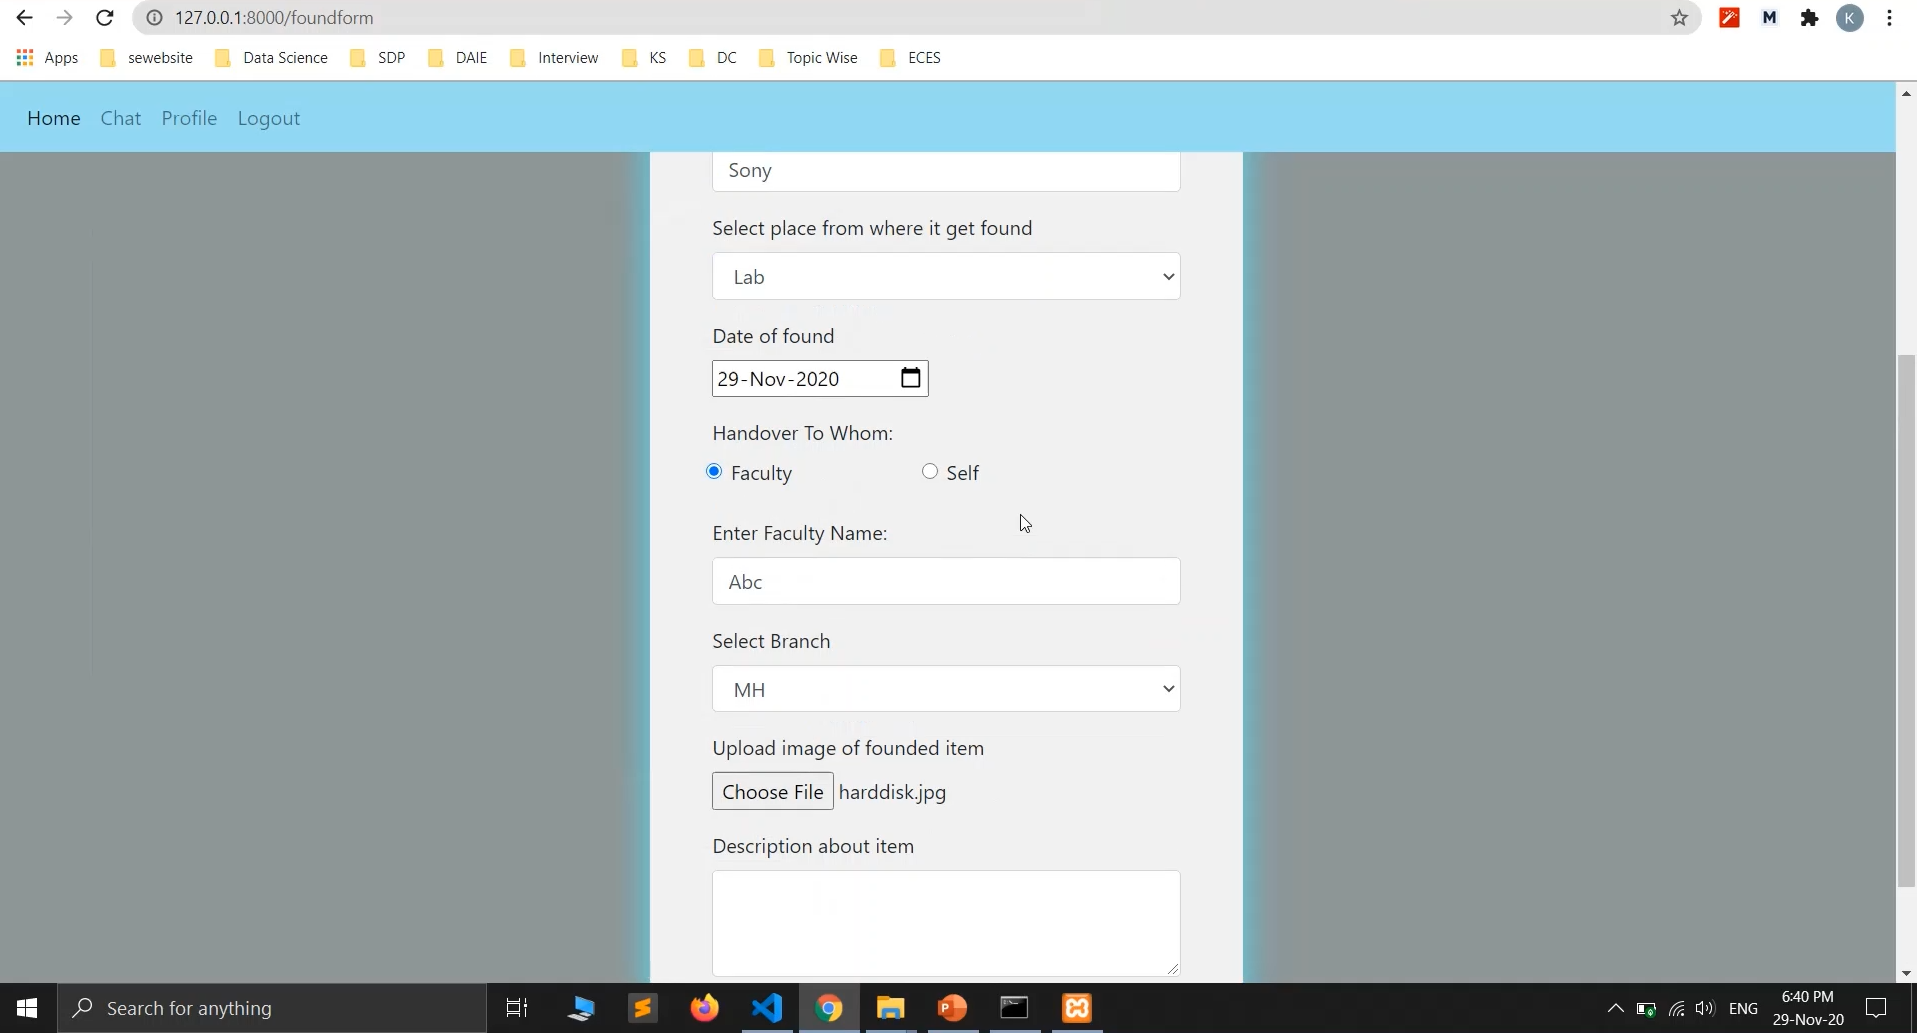 127.0.0.1:8000/foundform
M
K
Apps sewebsite Data Science SDP DAIE Interview KS DC Topic Wise ECES
Home Chat Profile Logout
Sony
Select place from where it get found
Lab
Date of found
29-Nov-2020
Handover To Whom:
Faculty Self
Enter Faculty Name:
Abc
Select Branch
MH
Upload image of founded item
Choose File harddisk.jpg
Description about item
Search for anything
ENG
6:40 PM
29-Nov-20